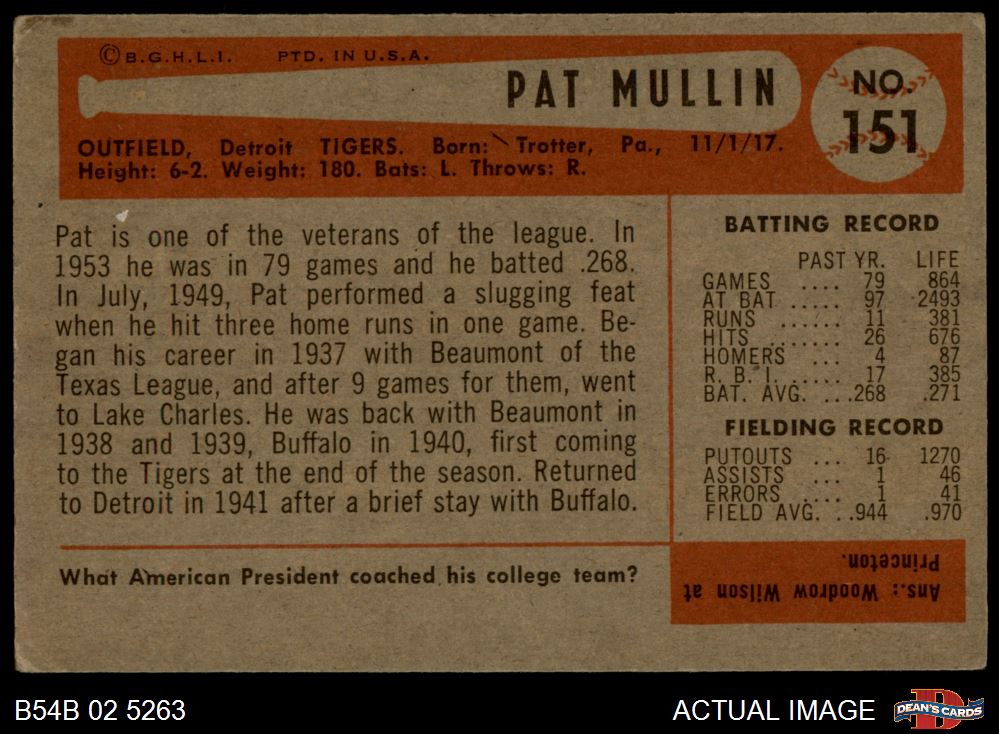 ©B.G.H.L.I. PTD. IN U.S.A.
PAT MULLIN
NO.
151
OUTFIELD, Detroit TIGERS. Born: Trotter, Pa., 11/1/17.
Height: 6-2. Weight: 180. Bats: L. Throws: R.
Pat is one of the veterans of the league. In
1953 he was in 79 games and he batted .268.
In July, 1949, Pat performed a slugging feat
when he hit three home runs in one game. Be-
gan his career in 1937 with Beaumont of the
Texas League, and after 9 games for them, went
to Lake Charles. He was back with Beaumont in
1938 and 1939, Buffalo in 1940, first coming
to the Tigers at the end of the season. Returned
to Detroit in 1941 after a brief stay with Buffalo.
BATTING RECORD
PAST YR. LIFE
GAMES .... 79 864
AT BAT ..... 97 2493
RUNS ...... 11 381
HITS ....... 26 676
HOMERS ... 4 87
R. B. I. ..... 17 385
BAT. AVG. ...268 .271
FIELDING RECORD
PUTOUTS ... 16 1270
ASSISTS ... 1 46
ERRORS .... 1 41
FIELD AVG. ..944 .970
What American President coached his college team?
Ans.: Woodrow Wilson at
Princeton.
B54B 02 5263
ACTUAL IMAGE
DEAN'S CARDS